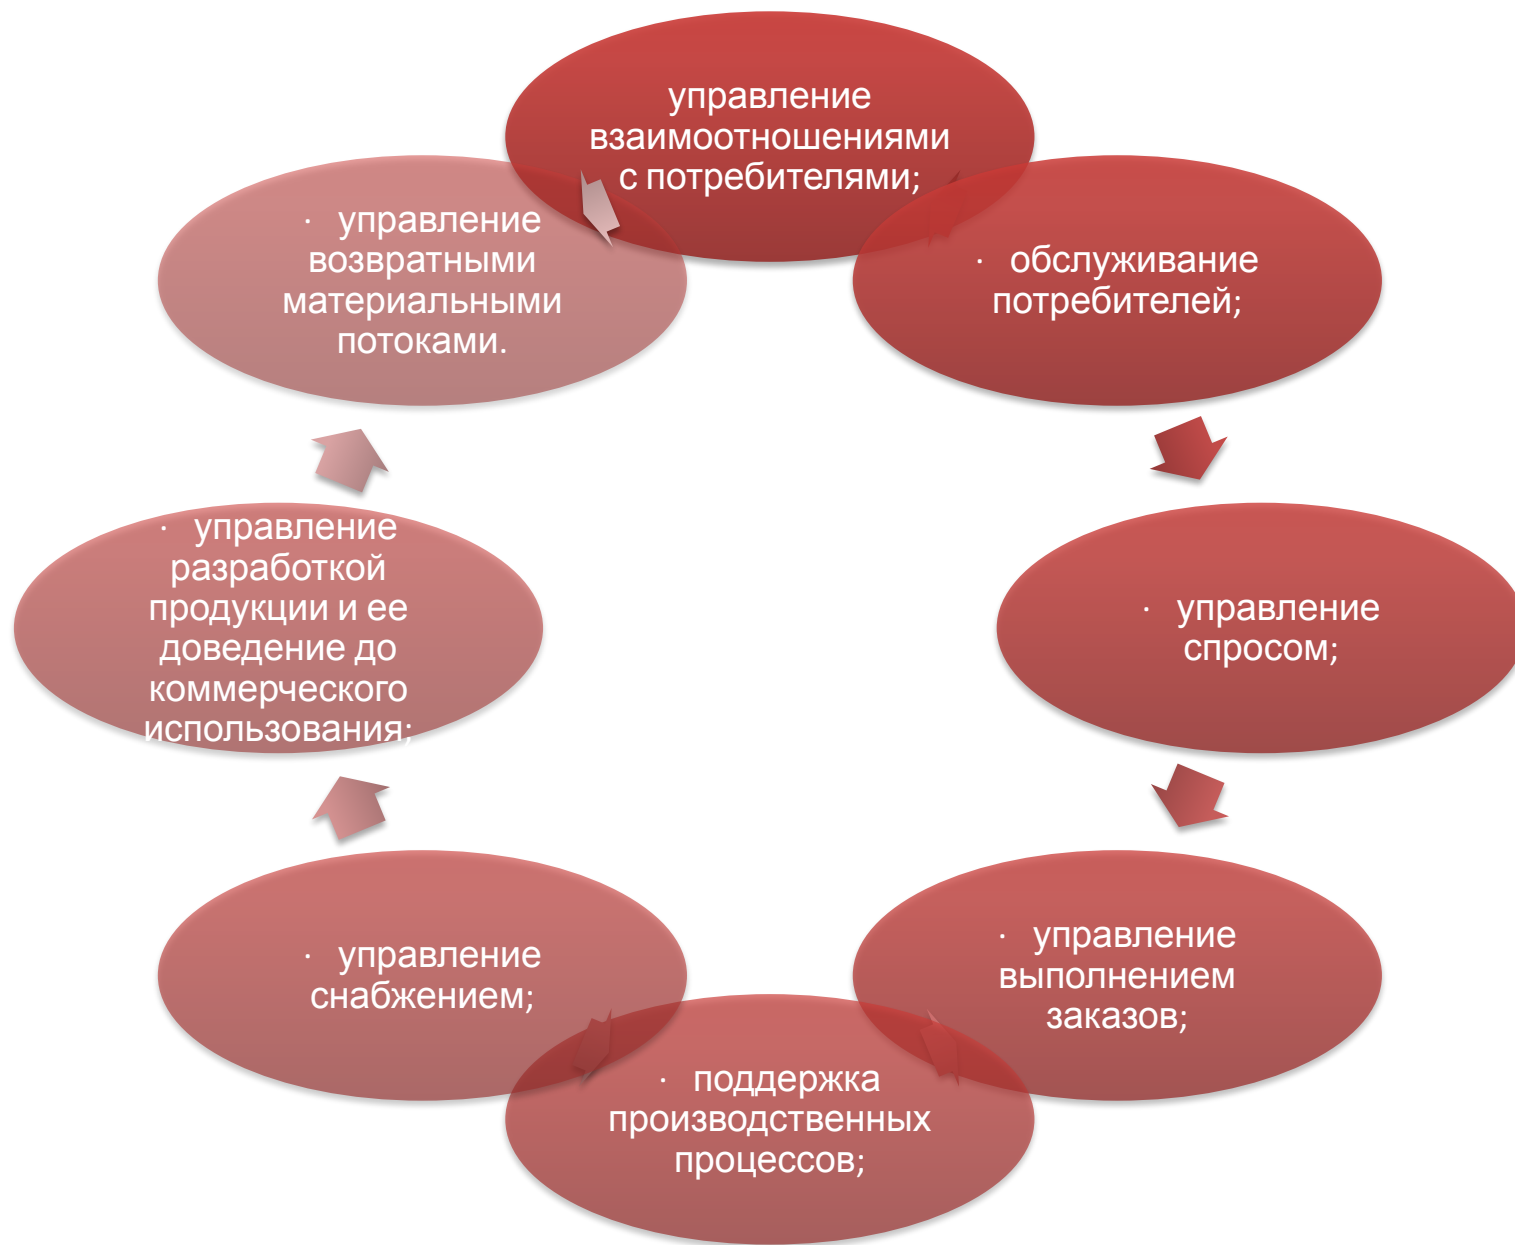 управление
взаимоотношениями
с потребителями;
· обслуживание
потребителей;
· управление
спросом;
· управление
выполнением
заказов;
· поддержка
производственных
процессов;
· управление
снабжением;
· управление
разработкой
продукции и ее
доведение до
коммерческого
использования;
· управление
возвратными
материальными
потоками.